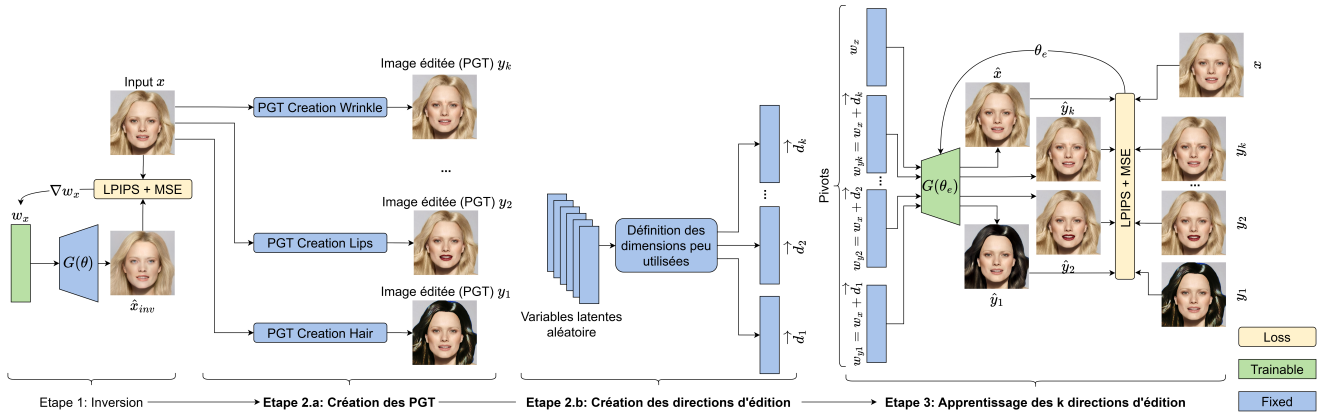 Input x
LPIPS + MSE
∇w_x
w_x
G(θ)
x̂_inv
Etape 1: Inversion
PGT Creation Wrinkle
Image éditée (PGT) y_k
...
PGT Creation Lips
Image éditée (PGT) y_2
PGT Creation Hair
Image éditée (PGT) y_1
Etape 2.a: Création des PGT
Variables latentes
aléatoire
Définition des
dimensions peu
utilisées
d_k
...
d_2
d_1
Etape 2.b: Création des directions d'édition
Pivots
w_x
w_yk = w_x + d_k
...
w_y2 = w_x + d_2
w_y1 = w_x + d_1
G(θ_e)
θ_e
x̂
ŷ_k
ŷ_2
ŷ_1
LPIPS + MSE
x
y_k
...
y_2
y_1
Etape 3: Apprentissage des k directions d'édition
Loss
Trainable
Fixed